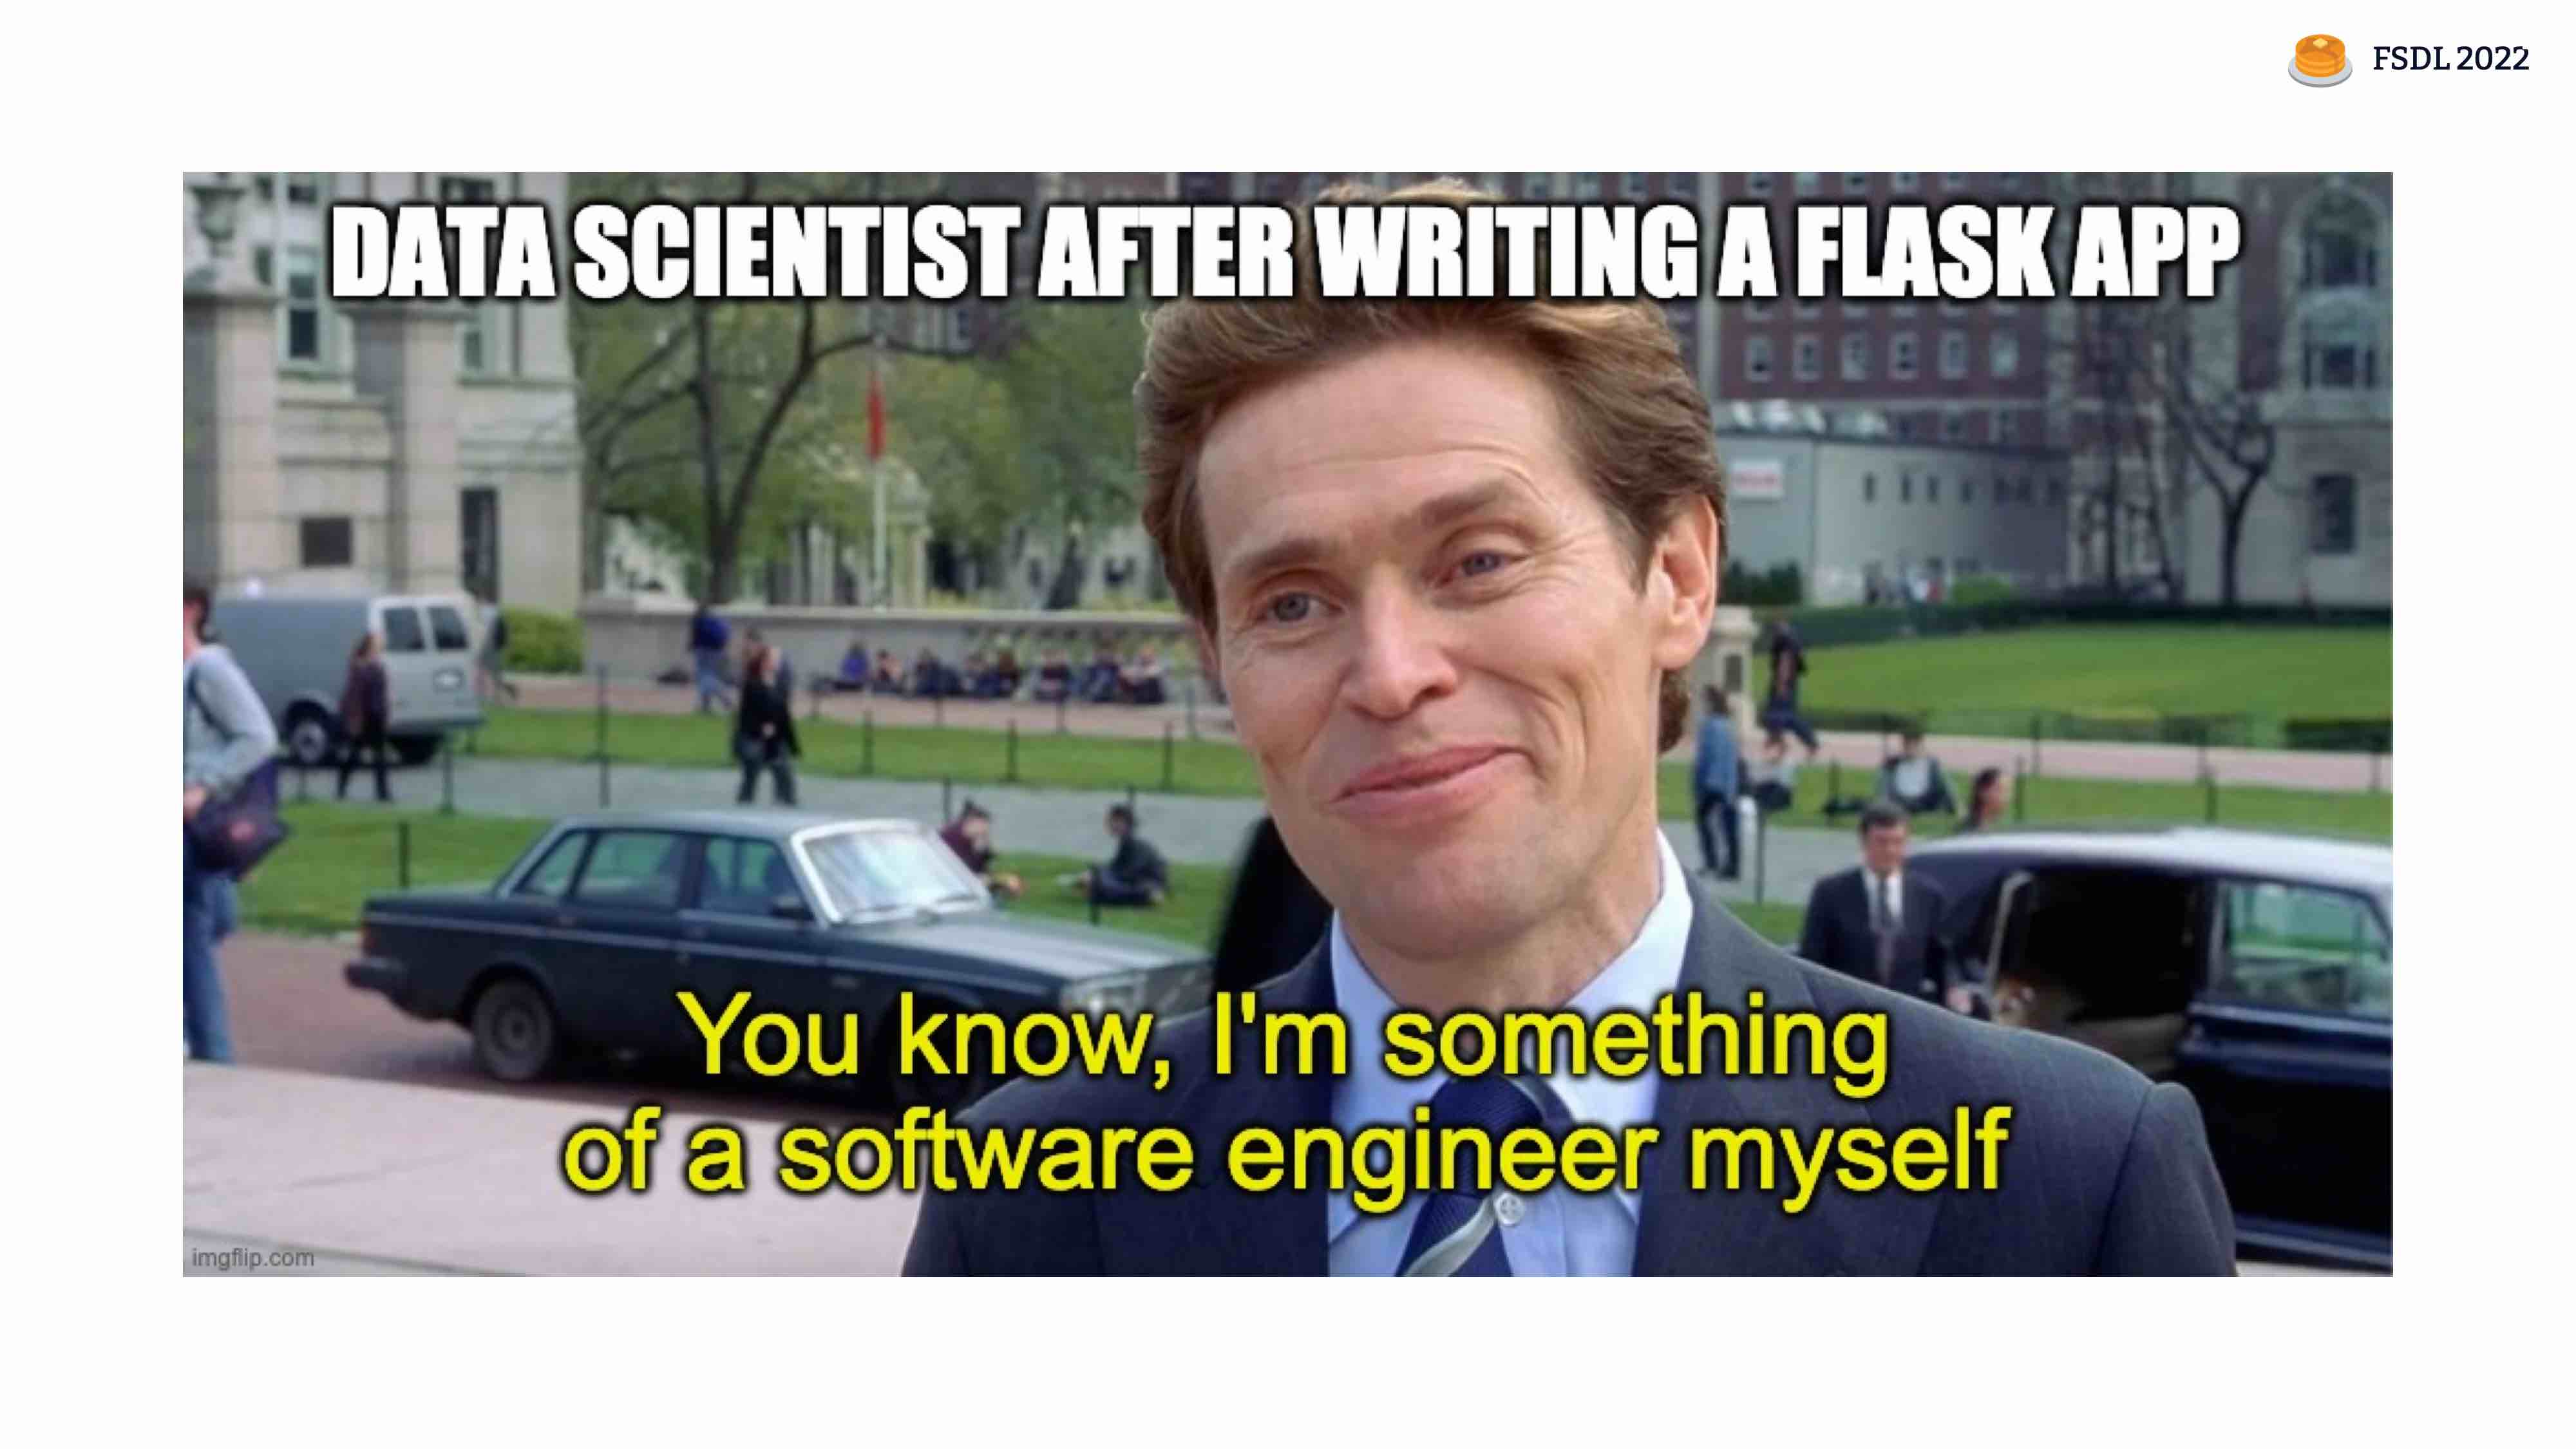 FSDL 2022
DATA SCIENTIST AFTER WRITING A FLASK APP
You know, I'm something
of a software engineer myself
imgflip.com